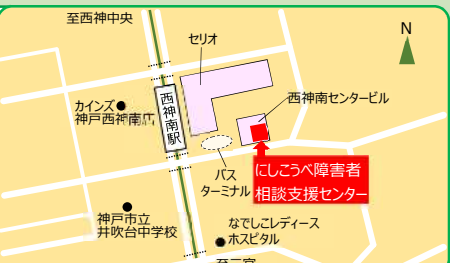 至西神中央
セリオ
N
カインズ
神戸西神南店
西神南駅
西神南センタービル
バス
ターミナル
にしこうべ障害者
相談支援センター
神戸市立
井吹台中学校
なでしこレディース
ホスピタル
至三宮